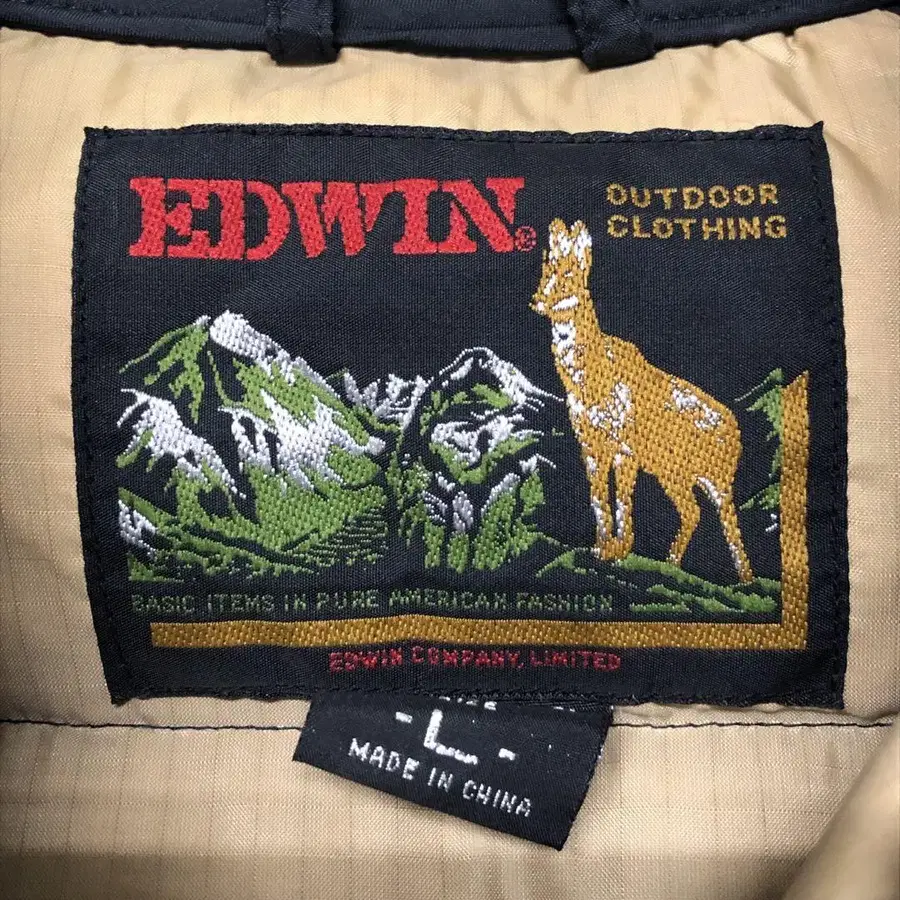 EDWIN®
OUTDOOR
CLOTHING
BASIC ITEMS IN PURE AMERICAN FASHION
EDWIN COMPANY, LIMITED
- L -
MADE IN CHINA